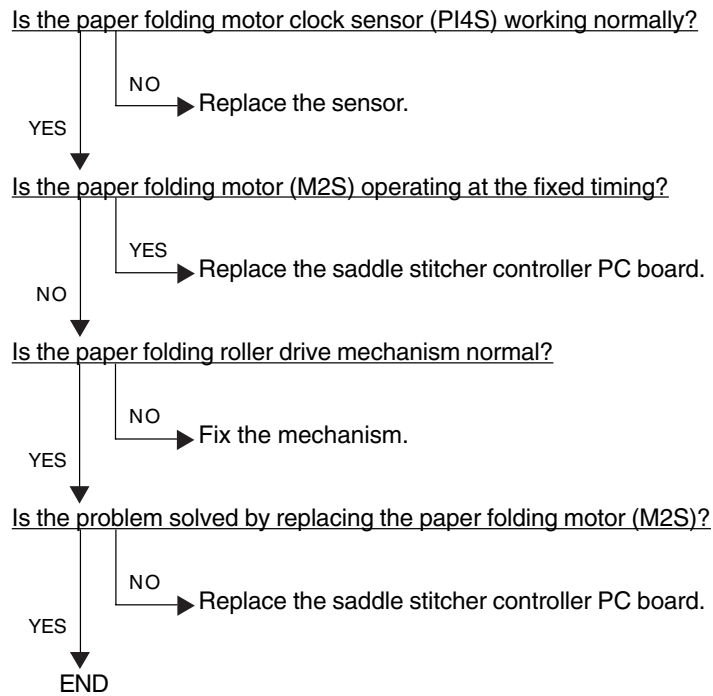 Is the paper folding motor clock sensor (PI4S) working normally?
NO
Replace the sensor.
YES
Is the paper folding motor (M2S) operating at the fixed timing?
YES
Replace the saddle stitcher controller PC board.
NO
Is the paper folding roller drive mechanism normal?
NO
Fix the mechanism.
YES
Is the problem solved by replacing the paper folding motor (M2S)?
NO
Replace the saddle stitcher controller PC board.
YES
END